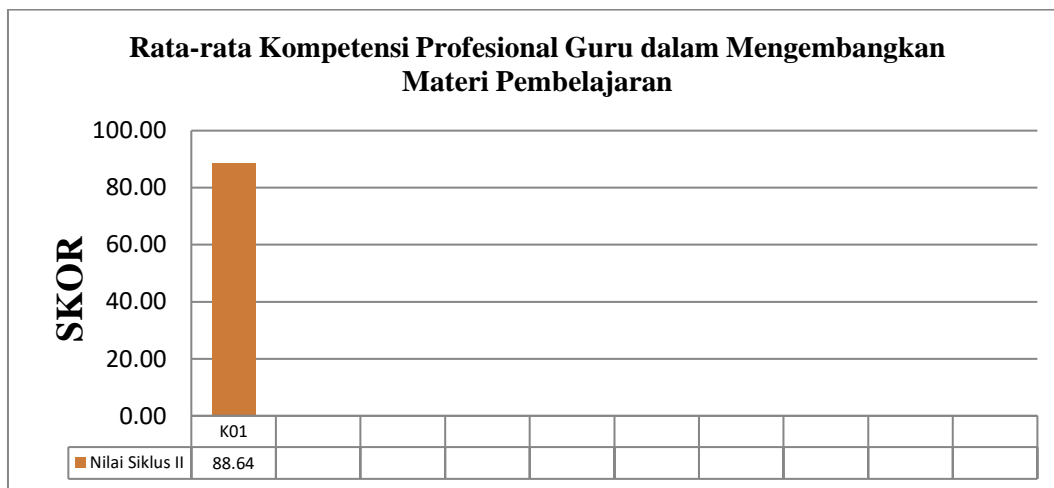 Rata-rata Kompetensi Profesional Guru dalam Mengembangkan
Materi Pembelajaran
SKOR
100.00
80.00
60.00
40.00
20.00
0.00
K01
Nilai Siklus II 88.64